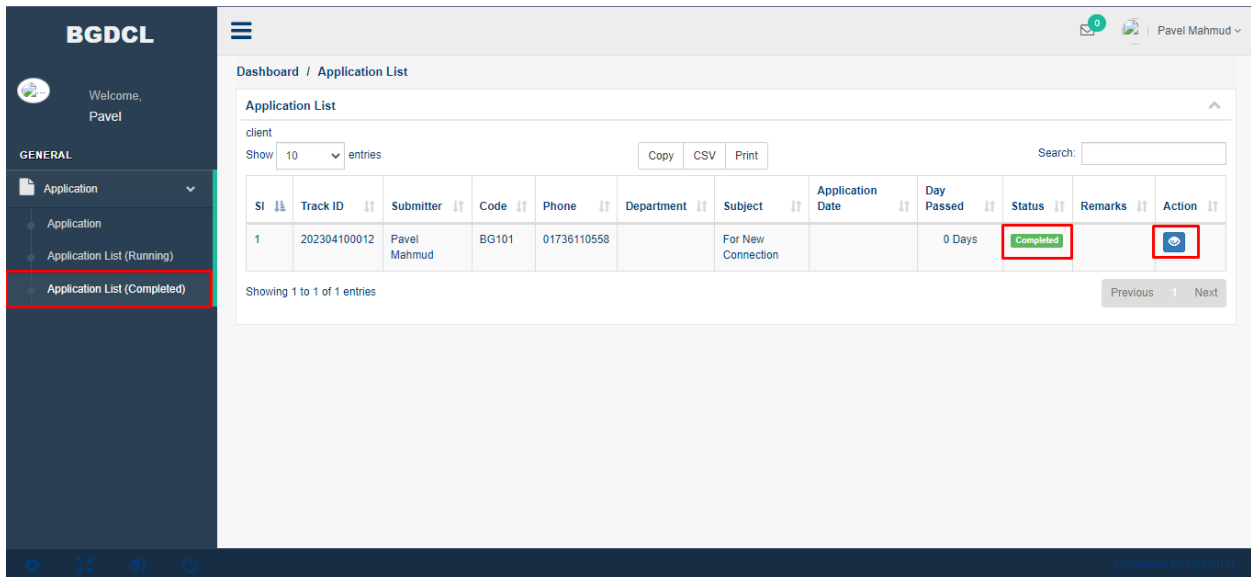 BGDCL
0
Pavel Mahmud
Welcome,
Pavel
GENERAL
Application
Application
Application List (Running)
Application List (Completed)
Dashboard / Application List
Application List
client
Show 10 entries
Copy CSV Print
Search:
Sl Track ID Submitter Code Phone Department Subject Application Date Day Passed Status Remarks Action
1 202304100012 Pavel Mahmud BG101 01736110558 For New Connection 0 Days Completed
Showing 1 to 1 of 1 entries
Previous 1 Next
Developed By